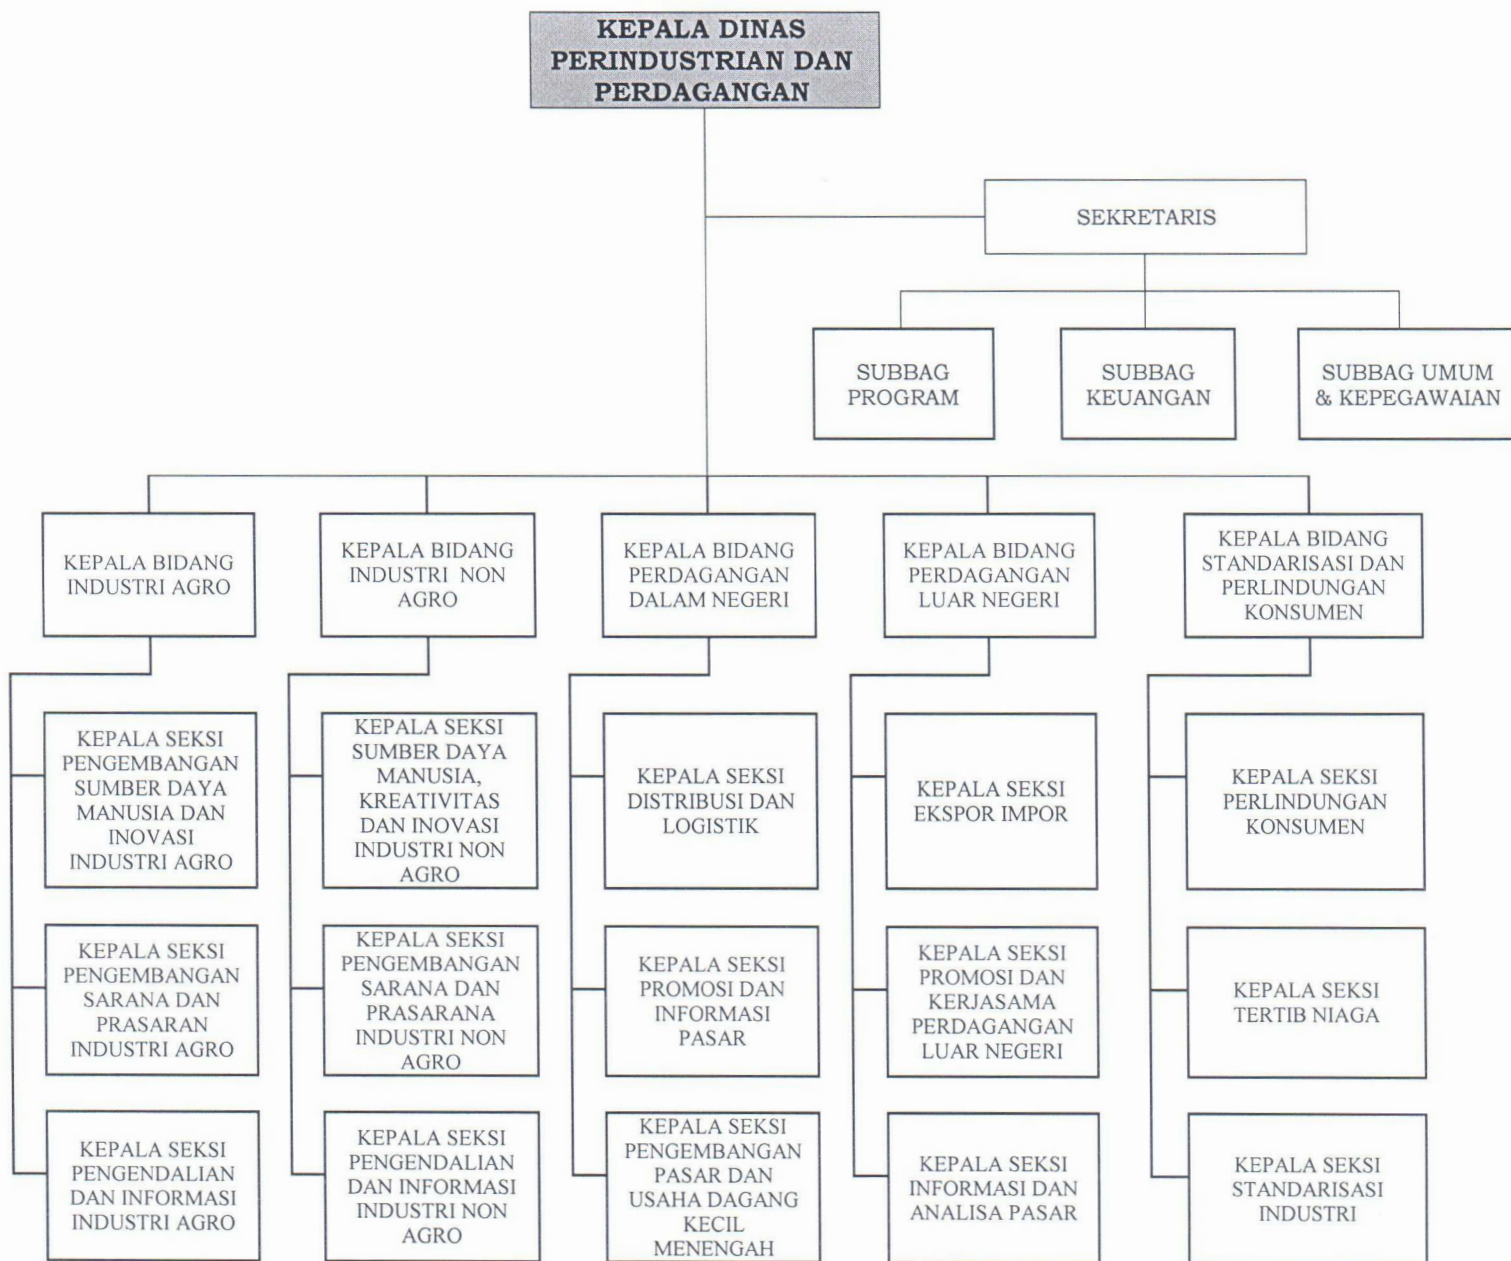 KEPALA DINAS
PERINDUSTRIAN DAN
PERDAGANGAN
SEKRETARIS
SUBBAG
PROGRAM
SUBBAG
KEUANGAN
SUBBAG UMUM
& KEPEGAWAIAN
KEPALA BIDANG
INDUSTRI AGRO
KEPALA BIDANG
INDUSTRI NON
AGRO
KEPALA BIDANG
PERDAGANGAN
DALAM NEGERI
KEPALA BIDANG
PERDAGANGAN
LUAR NEGERI
KEPALA BIDANG
STANDARISASI DAN
PERLINDUNGAN
KONSUMEN
KEPALA SEKSI
PENGEMBANGAN
SUMBER DAYA
MANUSIA DAN
INOVASI
INDUSTRI AGRO
KEPALA SEKSI
SUMBER DAYA
MANUSIA,
KREATIVITAS
DAN INOVASI
INDUSTRI NON
AGRO
KEPALA SEKSI
DISTRIBUSI DAN
LOGISTIK
KEPALA SEKSI
EKSPOR IMPOR
KEPALA SEKSI
PERLINDUNGAN
KONSUMEN
KEPALA SEKSI
PENGEMBANGAN
SARANA DAN
PRASARAN
INDUSTRI AGRO
KEPALA SEKSI
PENGEMBANGAN
SARANA DAN
PRASARANA
INDUSTRI NON
AGRO
KEPALA SEKSI
PROMOSI DAN
INFORMASI
PASAR
KEPALA SEKSI
PROMOSI DAN
KERJASAMA
PERDAGANGAN
LUAR NEGERI
KEPALA SEKSI
TERTIB NIAGA
KEPALA SEKSI
PENGENDALIAN
DAN INFORMASI
INDUSTRI AGRO
KEPALA SEKSI
PENGENDALIAN
DAN INFORMASI
INDUSTRI NON
AGRO
KEPALA SEKSI
PENGEMBANGAN
PASAR DAN
USAHA DAGANG
KECIL
MENENGAH
KEPALA SEKSI
INFORMASI DAN
ANALISA PASAR
KEPALA SEKSI
STANDARISASI
INDUSTRI